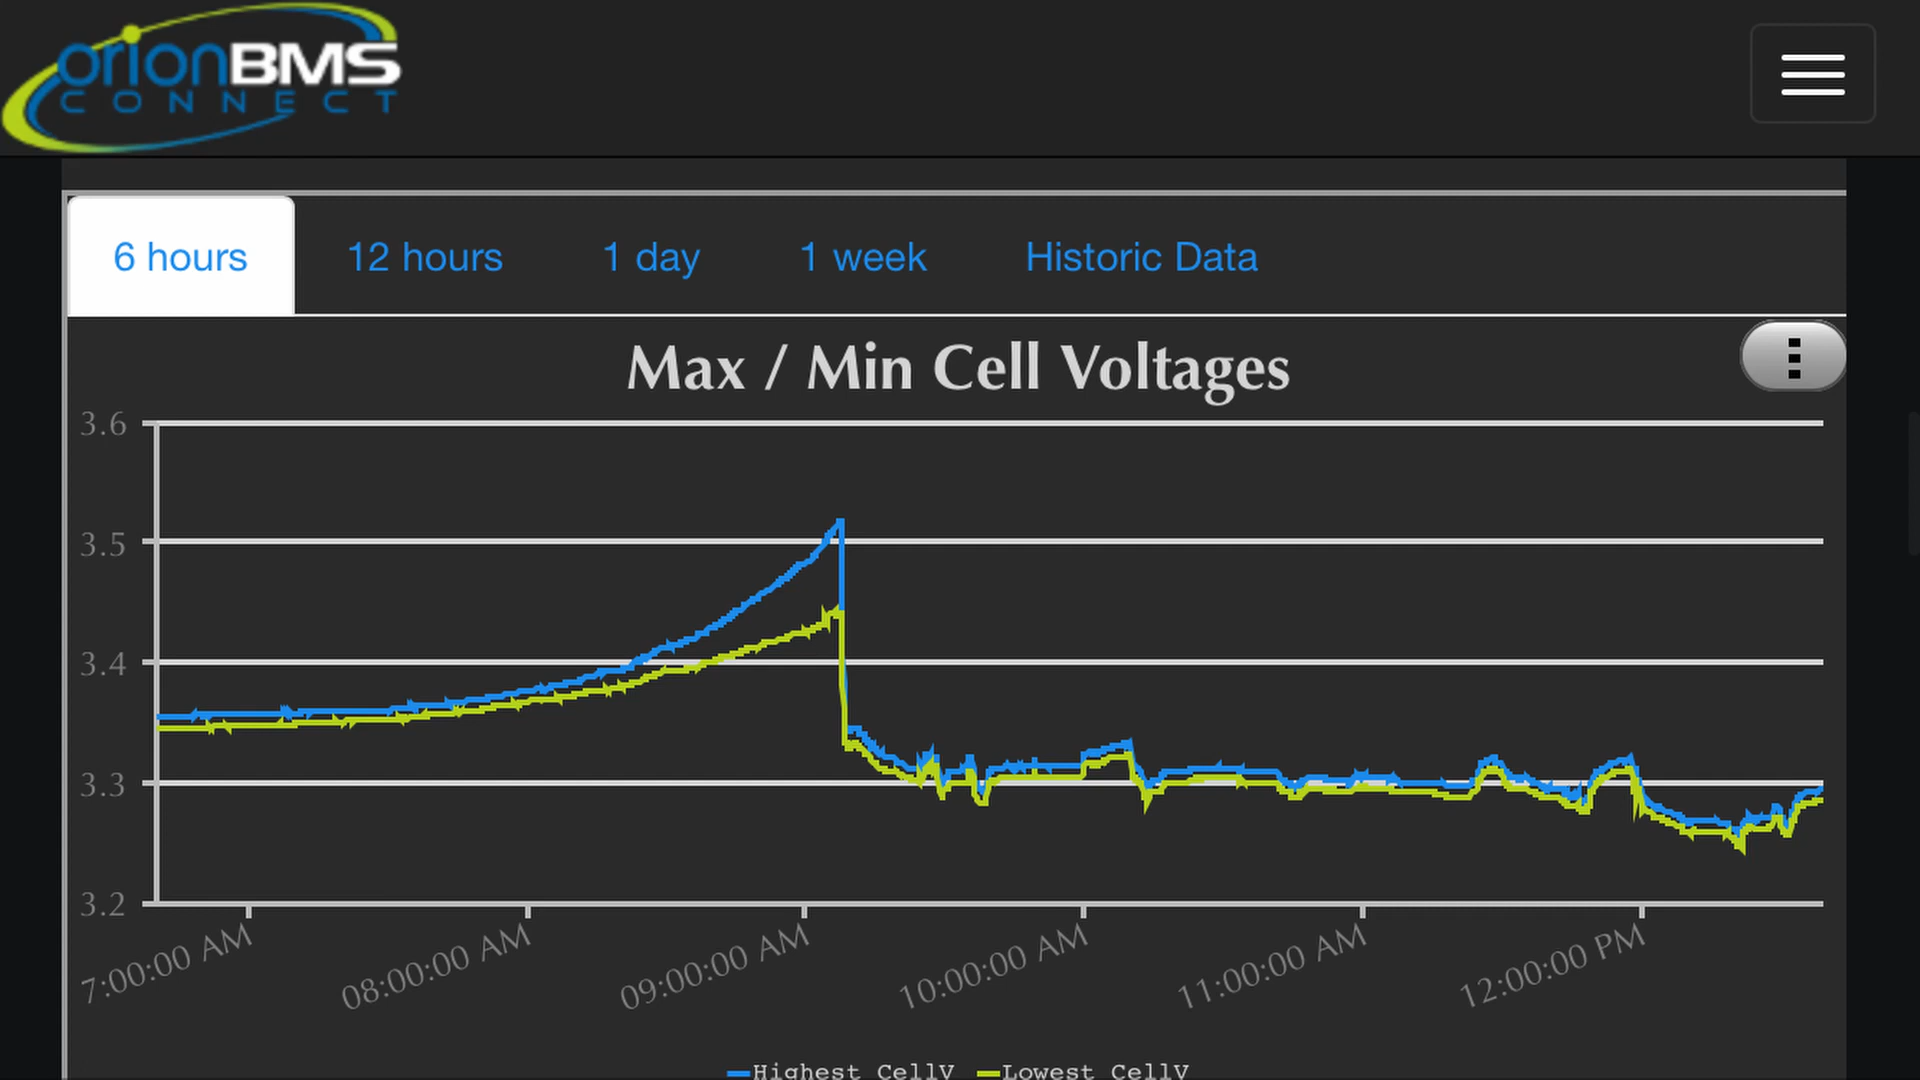 orionBMS
CONNECT
6 hours 12 hours 1 day 1 week Historic Data
Max / Min Cell Voltages
3.6
3.5
3.4
3.3
3.2
7:00:00 AM 08:00:00 AM 09:00:00 AM 10:00:00 AM 11:00:00 AM 12:00:00 PM
Highest CellV Lowest CellV